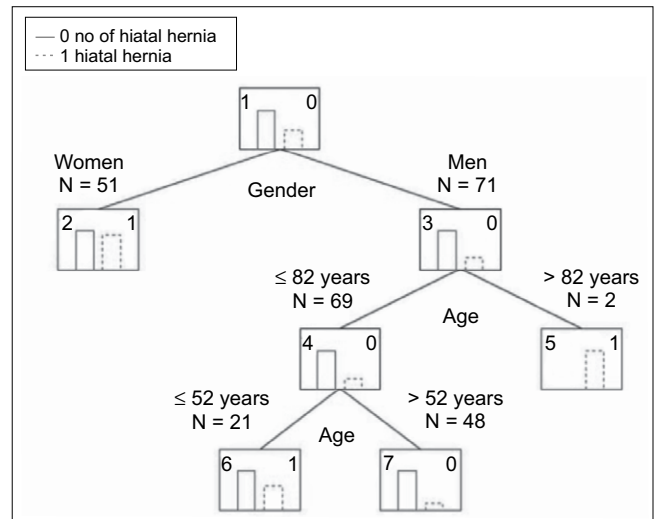 0 no of hiatal hernia
1 hiatal hernia
1 0
Women
N = 51
Gender
Men
N = 71
2 1
3 0
≤ 82 years
N = 69
Age
> 82 years
N = 2
4 0
5 1
≤ 52 years
N = 21
Age
> 52 years
N = 48
6 1
7 0